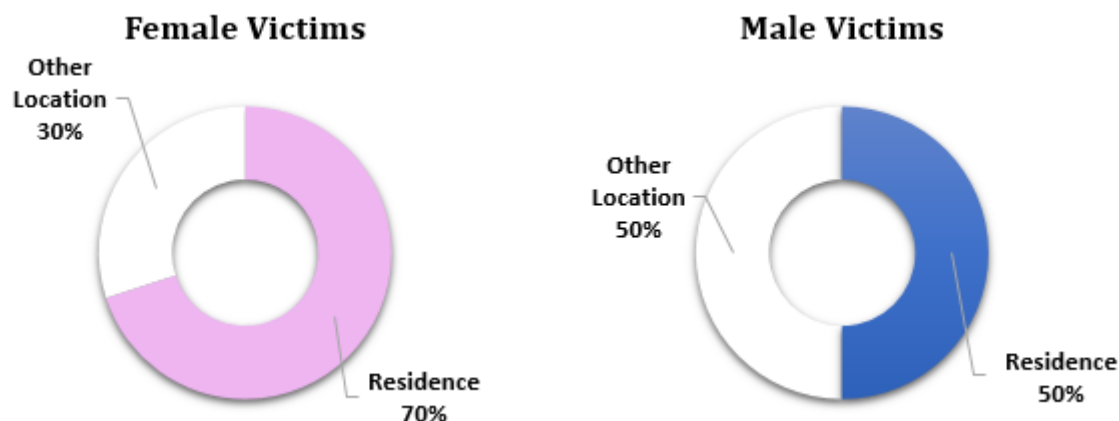 Female Victims
Other
Location
30%
Residence
70%
Male Victims
Other
Location
50%
Residence
50%